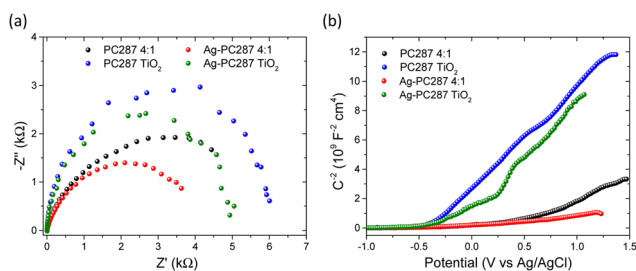 (a)
PC287 4:1
Ag-PC287 4:1
PC287 TiO₂
Ag-PC287 TiO₂
4
3
2
1
0
-Z'' (kΩ)
0 1 2 3 4 5 6 7
Z' (kΩ)
(b)
PC287 4:1
PC287 TiO₂
Ag-PC287 4:1
Ag-PC287 TiO₂
12
10
8
6
4
2
0
C⁻² (10⁹ F⁻² cm⁴)
-1.0 -0.5 0.0 0.5 1.0 1.5
Potential (V vs Ag/AgCl)